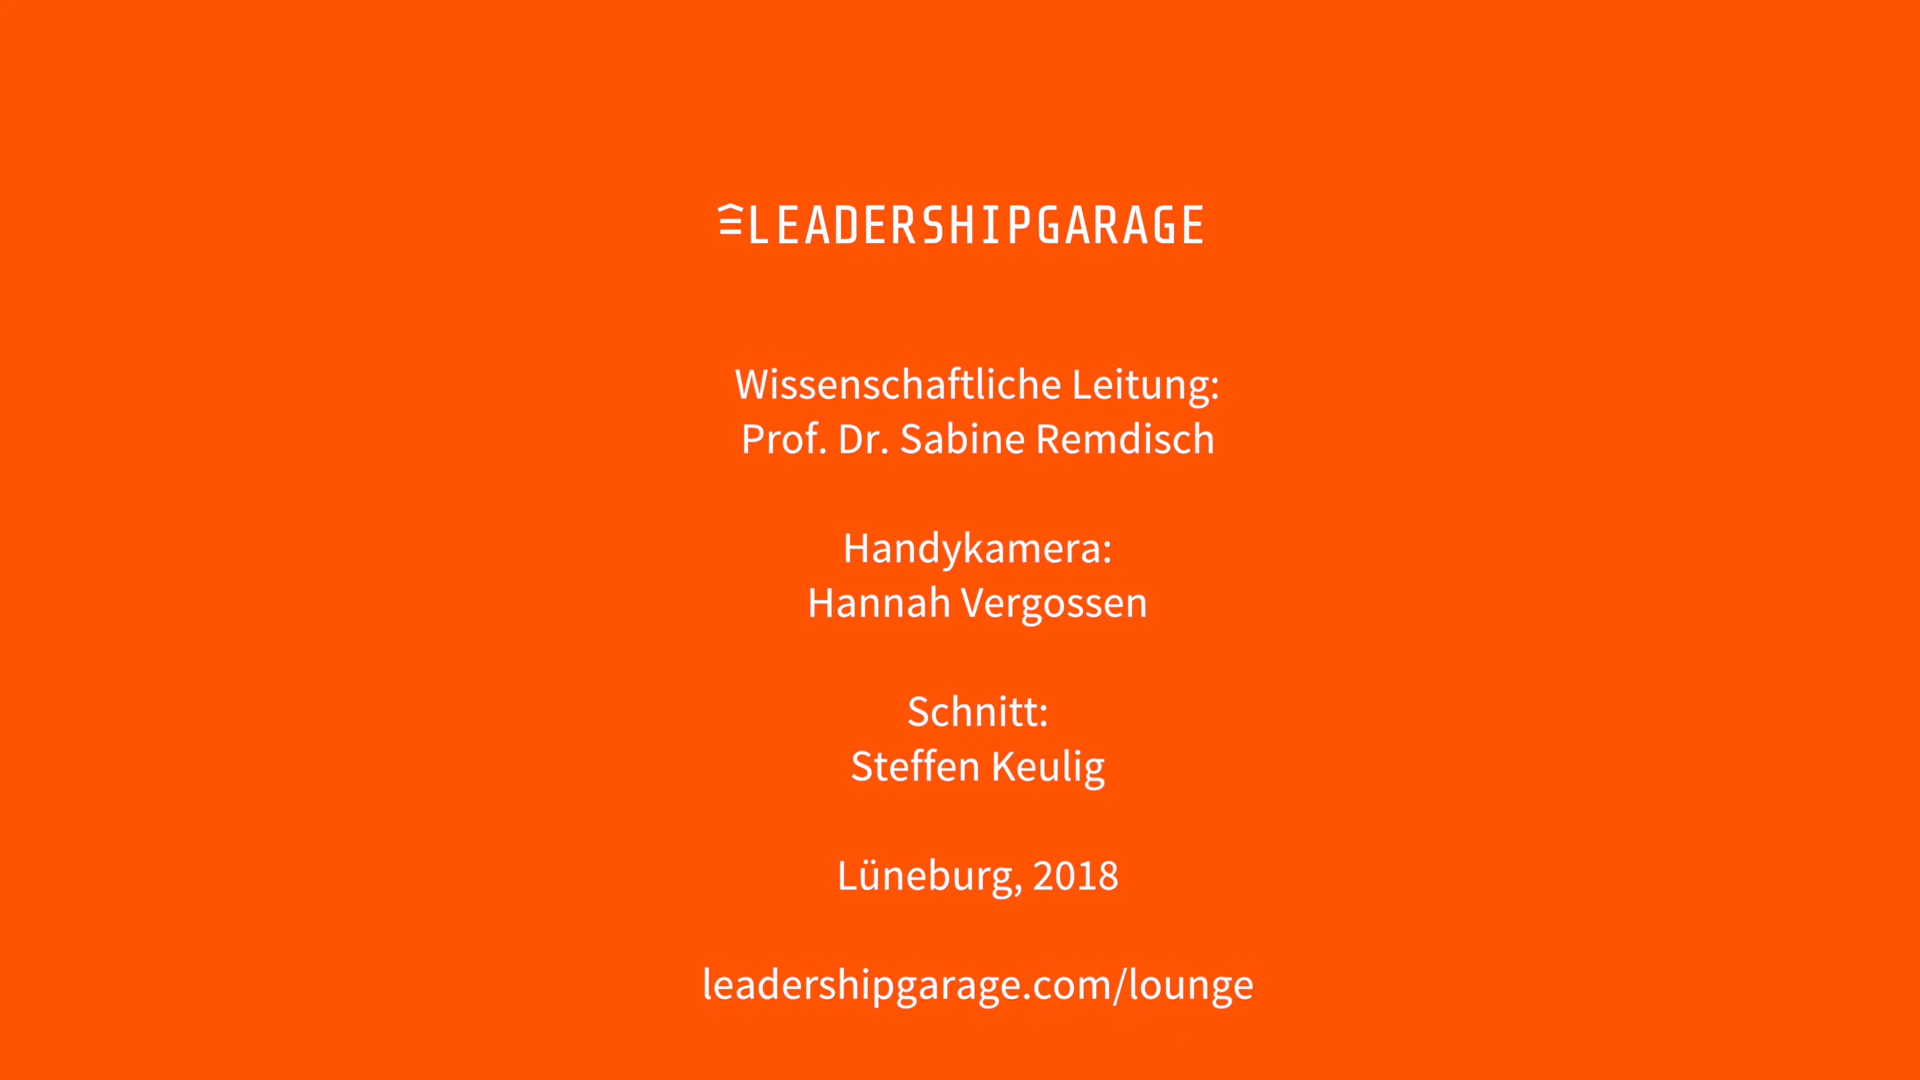 LEADERSHIPGARAGE
Wissenschaftliche Leitung:
Prof. Dr. Sabine Remdisch
Handykamera:
Hannah Vergossen
Schnitt:
Steffen Keulig
Lüneburg, 2018
leadershipgarage.com/lounge